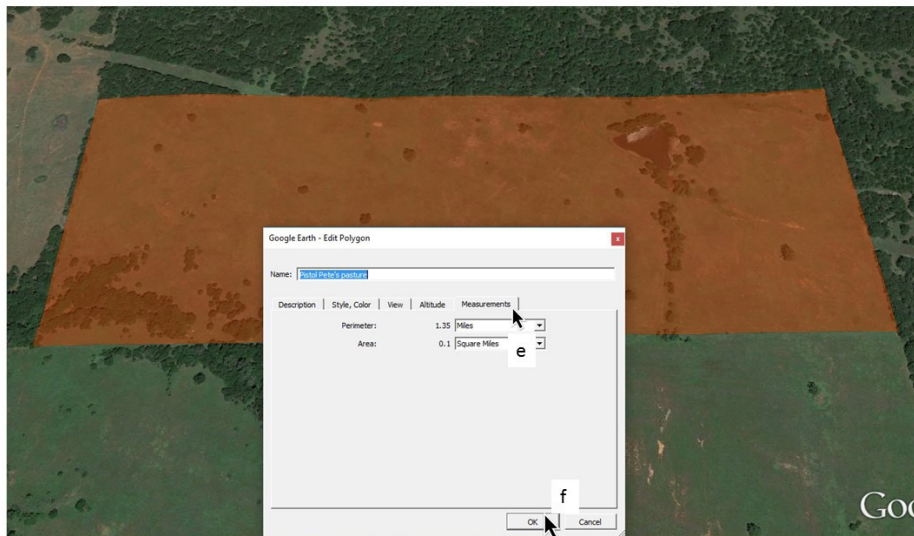 Google Earth - Edit Polygon
x
Name: Pistol Pete's pasture
Description Style, Color View Altitude Measurements
Perimeter: 1.35 Miles
Area: 0.1 Square Miles
e
f
OK Cancel
Goo